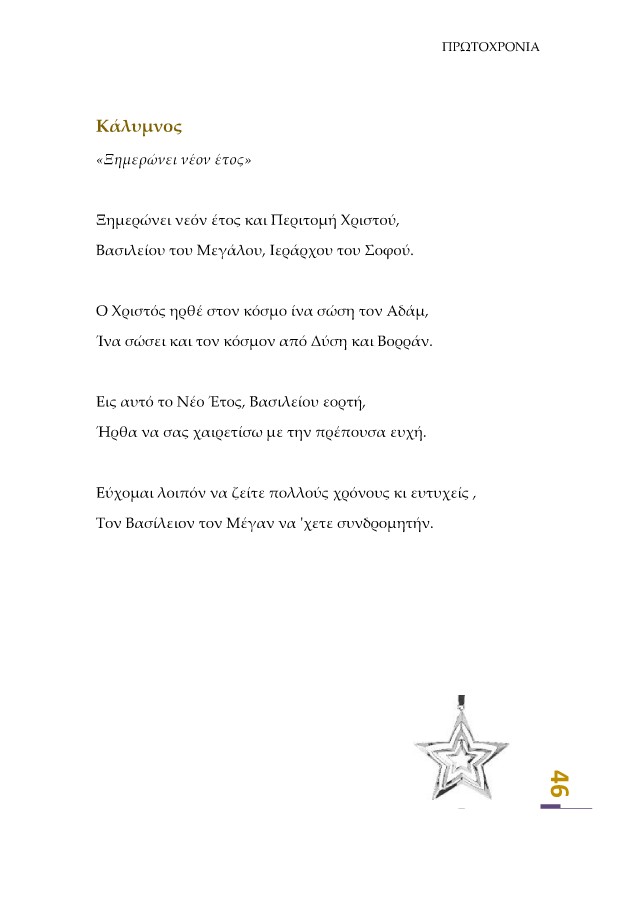 ΠΡΩΤΟΧΡΟΝΙΑ
Κάλυμνος
«Ξημερώνει νέον έτος»
Ξημερώνει νεόν έτος και Περιτομή Χριστού,
Βασιλείου του Μεγάλου, Ιεράρχου του Σοφού.
Ο Χριστός ηρθέ στον κόσμο ίνα σώση τον Αδάμ,
Ίνα σώσει και τον κόσμον από Δύση και Βορράν.
Εις αυτό το Νέο Έτος, Βασιλείου εορτή,
Ήρθα να σας χαιρετίσω με την πρέπουσα ευχή.
Εύχομαι λοιπόν να ζείτε πολλούς χρόνους κι ευτυχείς ,
Τον Βασίλειον τον Μέγαν να 'χετε συνδρομητήν.
46